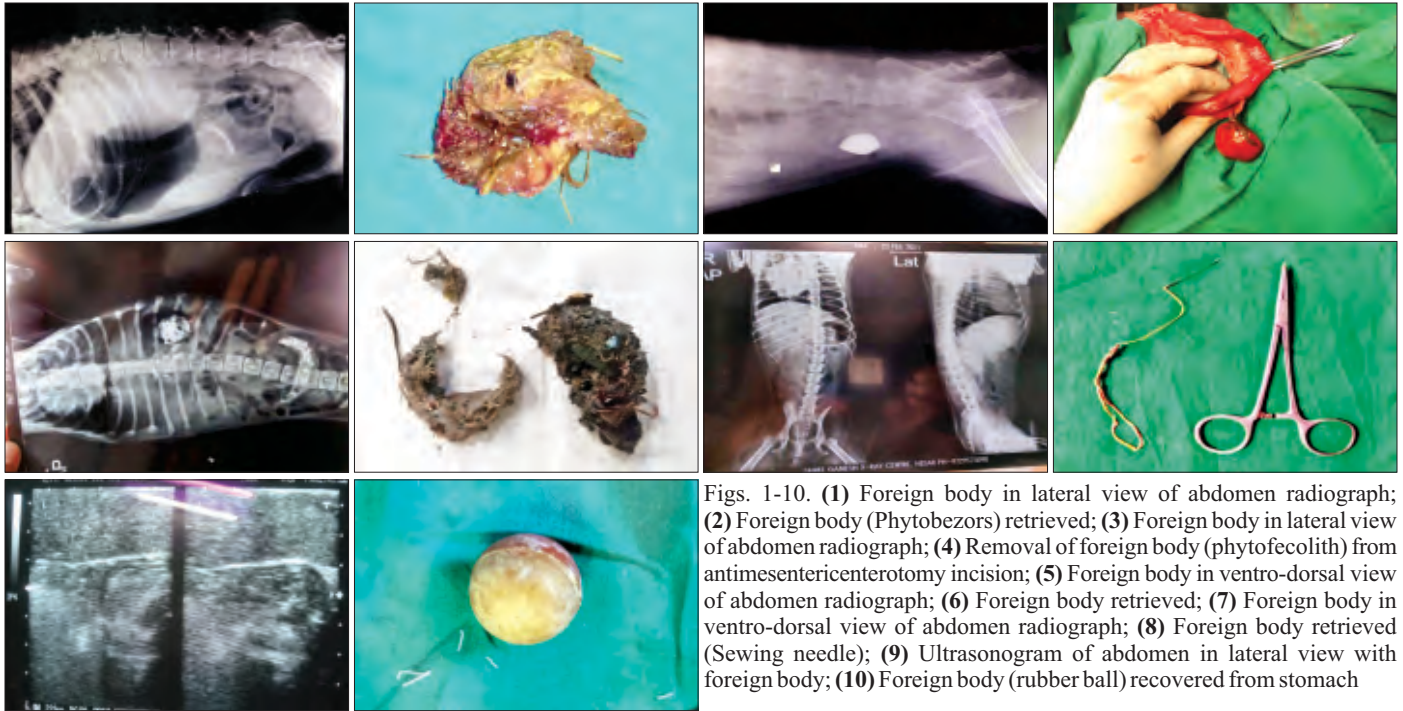 R
AP
Lat
Figs. 1-10. (1) Foreign body in lateral view of abdomen radiograph;
(2) Foreign body (Phytobezors) retrieved; (3) Foreign body in lateral view
of abdomen radiograph; (4) Removal of foreign body (phytofecolith) from
antimesentericenterotomy incision; (5) Foreign body in ventro-dorsal view
of abdomen radiograph; (6) Foreign body retrieved; (7) Foreign body in
ventro-dorsal view of abdomen radiograph; (8) Foreign body retrieved
(Sewing needle); (9) Ultrasonogram of abdomen in lateral view with
foreign body; (10) Foreign body (rubber ball) recovered from stomach